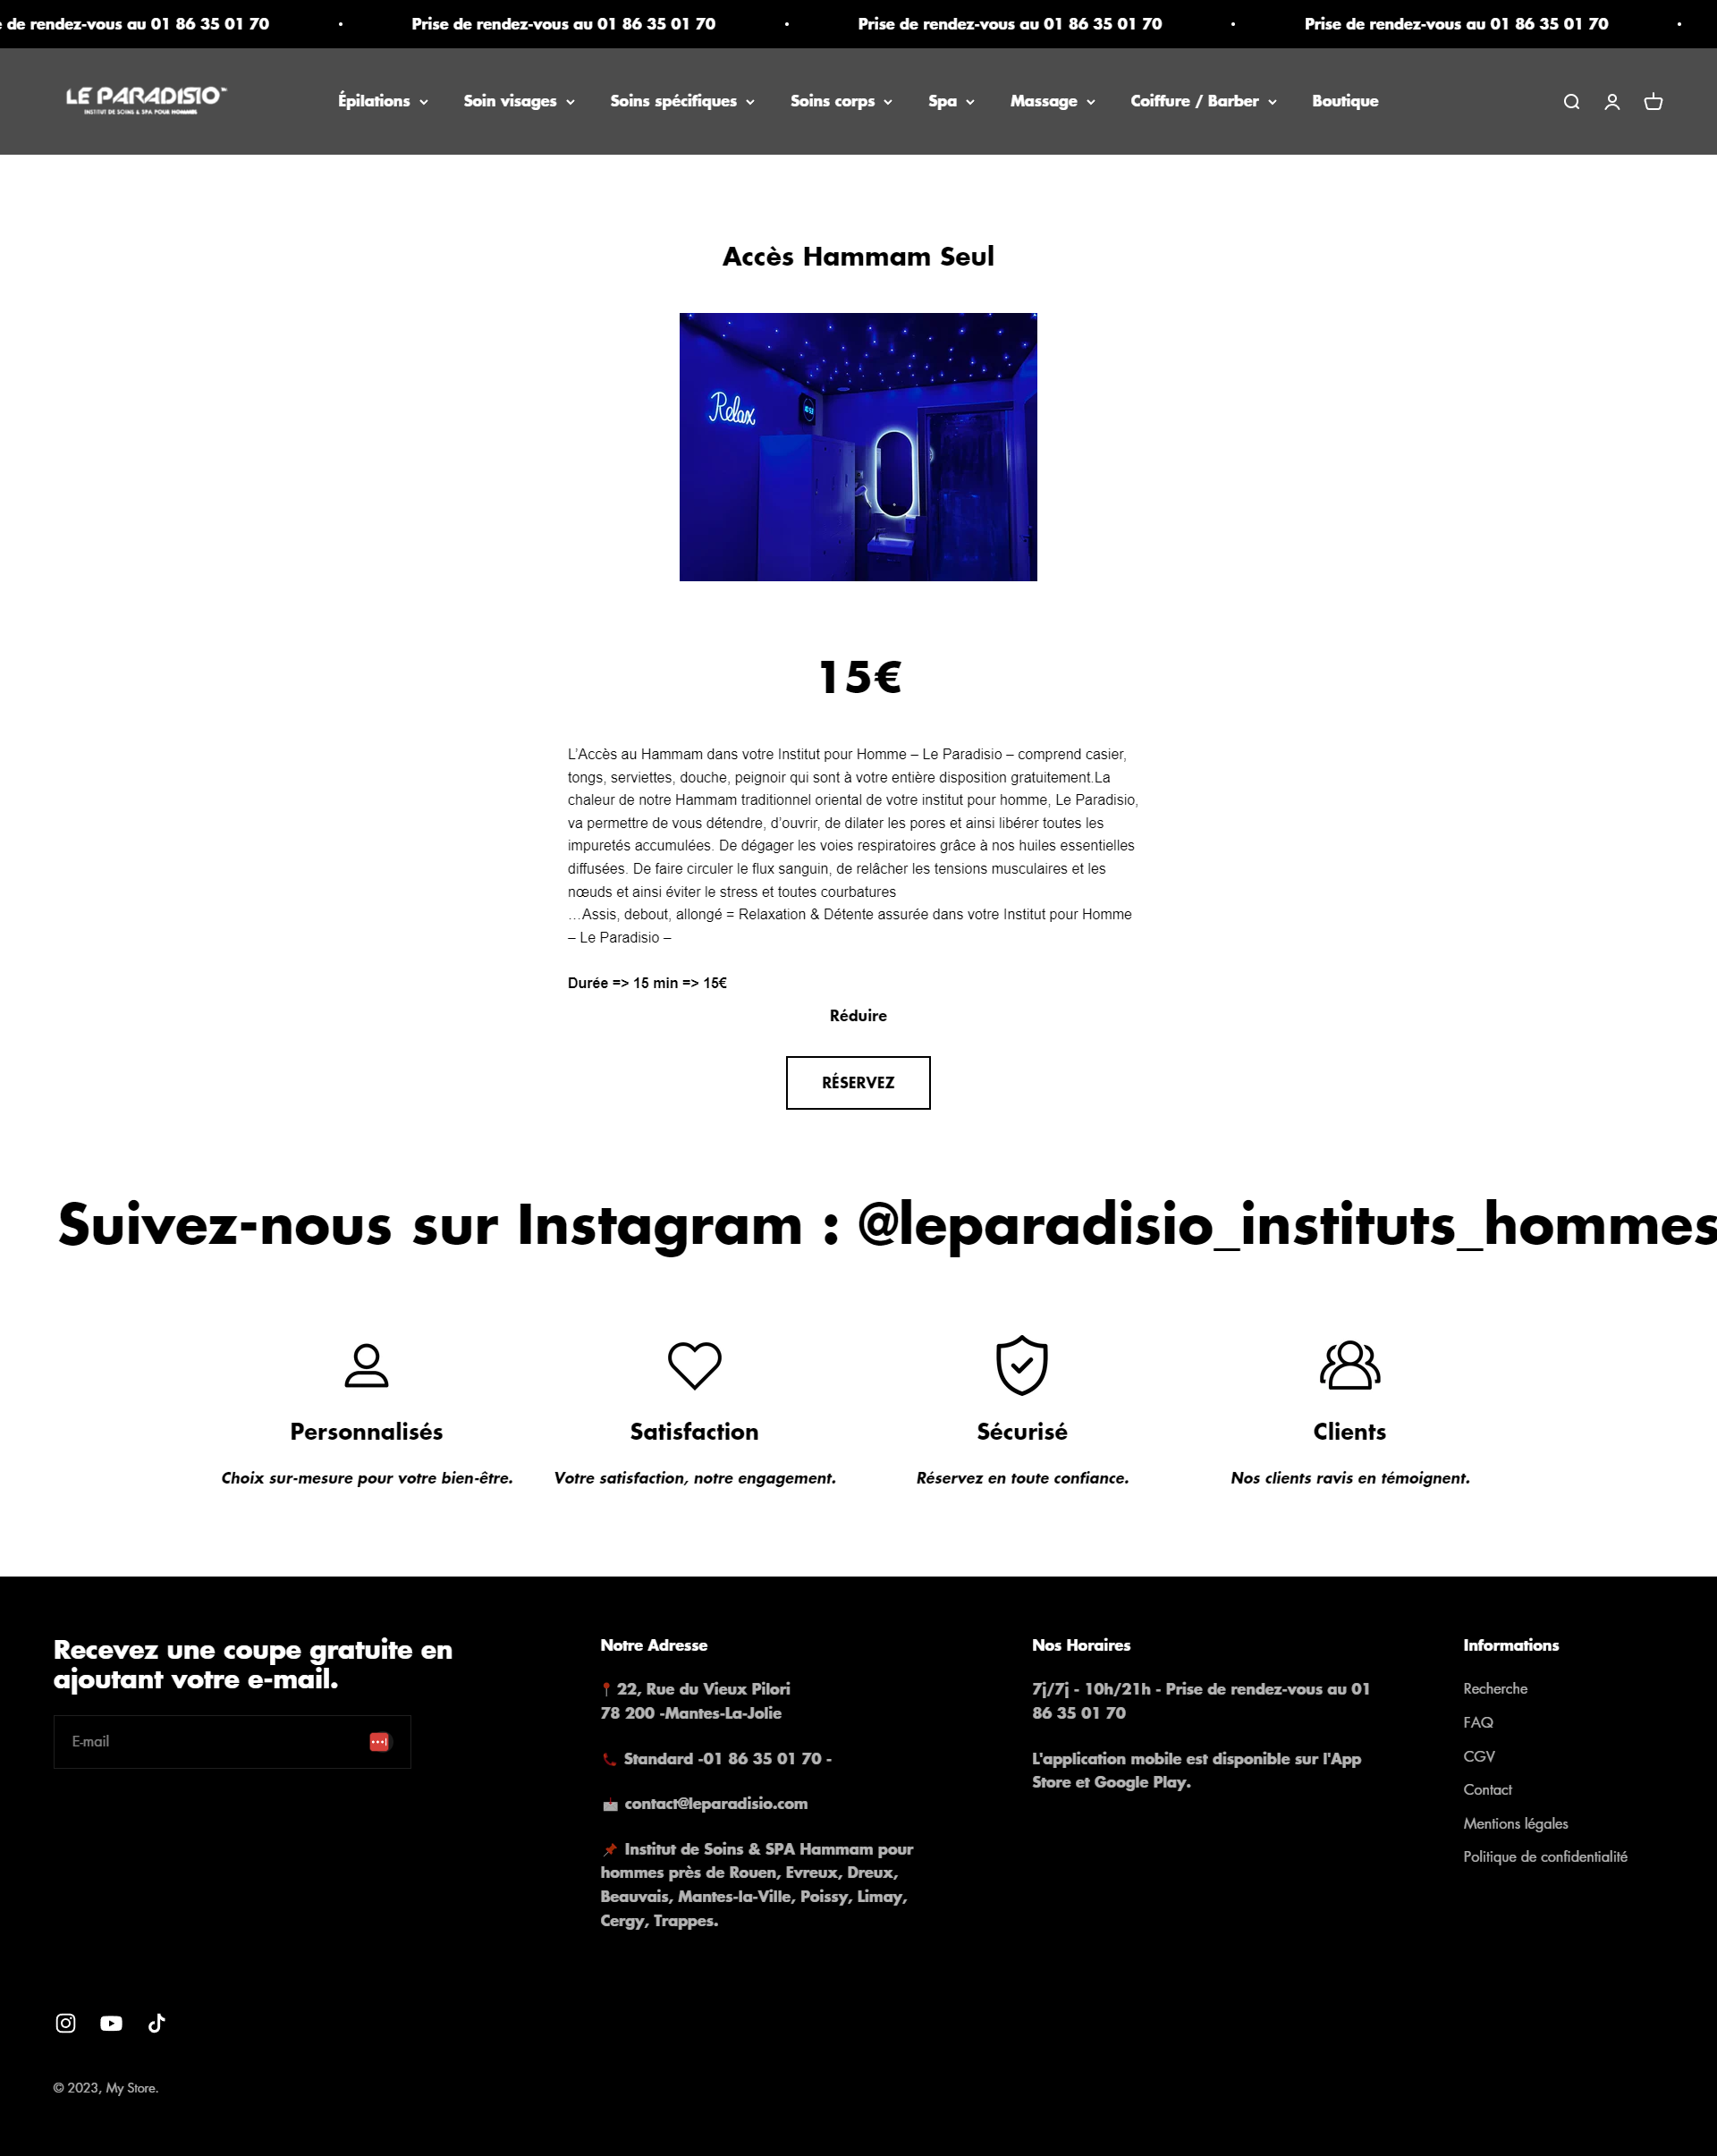 de rendez-vous au 01 86 35 01 70 • Prise de rendez-vous au 01 86 35 01 70 • Prise de rendez-vous au 01 86 35 01 70 • Prise de rendez-vous au 01 86 35 01 70 •
LE PARADISIO
INSTITUT DE SOINS & SPA POUR HOMMES
Épilations
Soin visages
Soins spécifiques
Soins corps
Spa
Massage
Coiffure / Barber
Boutique
Accès Hammam Seul
Relax
15€
L’Accès au Hammam dans votre Institut pour Homme – Le Paradisio – comprend casier,
tongs, serviettes, douche, peignoir qui sont à votre entière disposition gratuitement.La
chaleur de notre Hammam traditionnel oriental de votre institut pour homme, Le Paradisio,
va permettre de vous détendre, d’ouvrir, de dilater les pores et ainsi libérer toutes les
impuretés accumulées. De dégager les voies respiratoires grâce à nos huiles essentielles
diffusées. De faire circuler le flux sanguin, de relâcher les tensions musculaires et les
nœuds et ainsi éviter le stress et toutes courbatures
…Assis, debout, allongé = Relaxation & Détente assurée dans votre Institut pour Homme
– Le Paradisio –
Durée => 15 min => 15€
Réduire
RÉSERVEZ
Suivez-nous sur Instagram : @leparadisio_instituts_hommes
Personnalisés
Choix sur-mesure pour votre bien-être.
Satisfaction
Votre satisfaction, notre engagement.
Sécurisé
Réservez en toute confiance.
Clients
Nos clients ravis en témoignent.
Recevez une coupe gratuite en
ajoutant votre e-mail.
E-mail
Notre Adresse
22, Rue du Vieux Pilori
78 200 -Mantes-La-Jolie
Standard -01 86 35 01 70 -
contact@leparadisio.com
Institut de Soins & SPA Hammam pour
hommes près de Rouen, Evreux, Dreux,
Beauvais, Mantes-la-Ville, Poissy, Limay,
Cergy, Trappes.
Nos Horaires
7j/7j - 10h/21h - Prise de rendez-vous au 01
86 35 01 70
L'application mobile est disponible sur l'App
Store et Google Play.
Informations
Recherche
FAQ
CGV
Contact
Mentions légales
Politique de confidentialité
© 2023, My Store.